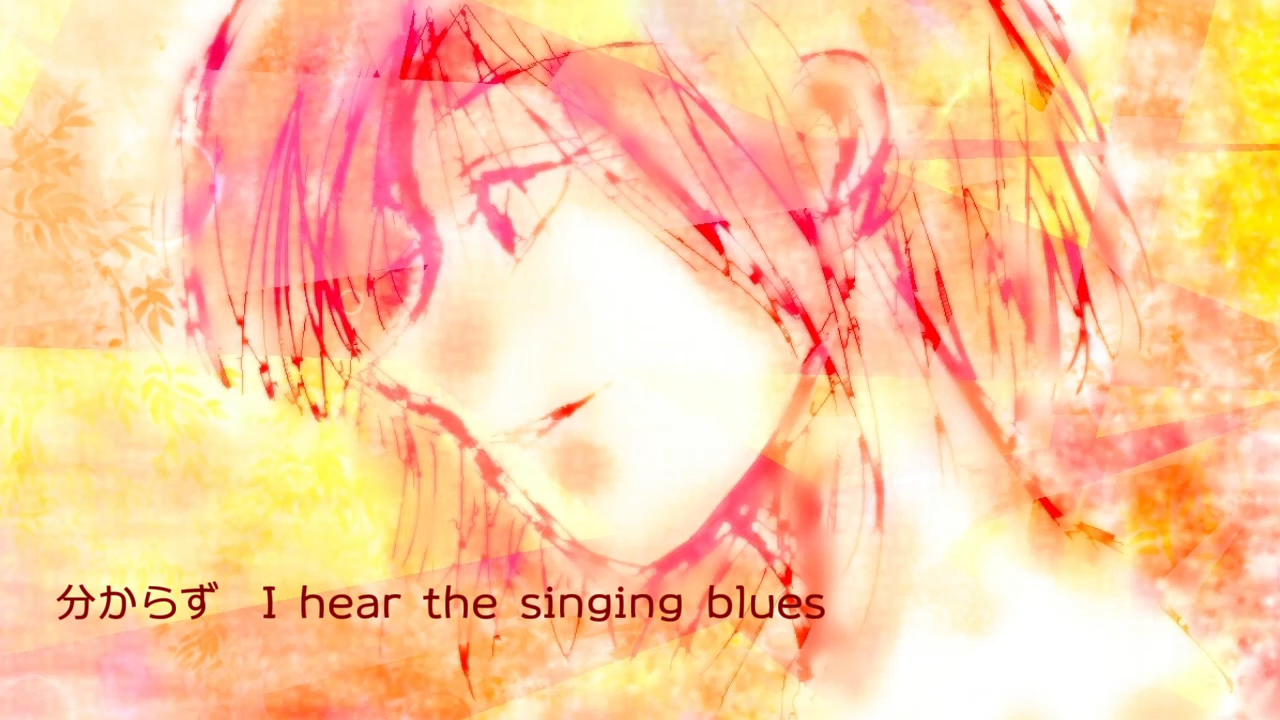 分からず　I hear the singing blues